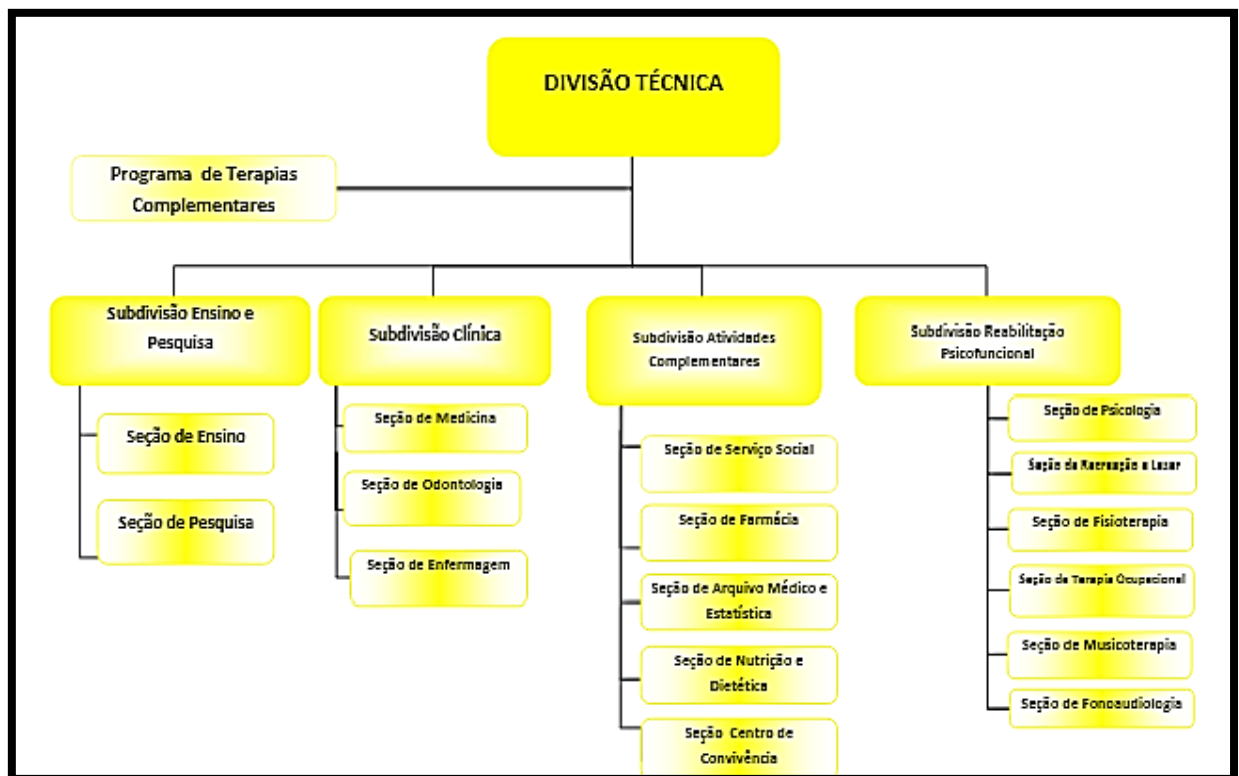 DIVISÃO TÉCNICA
Programa de Terapias
Complementares
Subdivisão Ensino e
Pesquisa
Seção de Ensino
Seção de Pesquisa
Subdivisão Clínica
Seção de Medicina
Seção de Odontologia
Seção de Enfermagem
Subdivisão Atividades
Complementares
Seção de Serviço Social
Seção de Farmácia
Seção de Arquivo Médico e
Estatística
Seção de Nutrição e
Dietética
Seção Centro de
Convivência
Subdivisão Reabilitação
Psicofuncional
Seção de Psicologia
Seção de Recreação e Lazer
Seção de Fisioterapia
Seção de Terapia Ocupacional
Seção de Musicoterapia
Seção de Fonoaudiologia